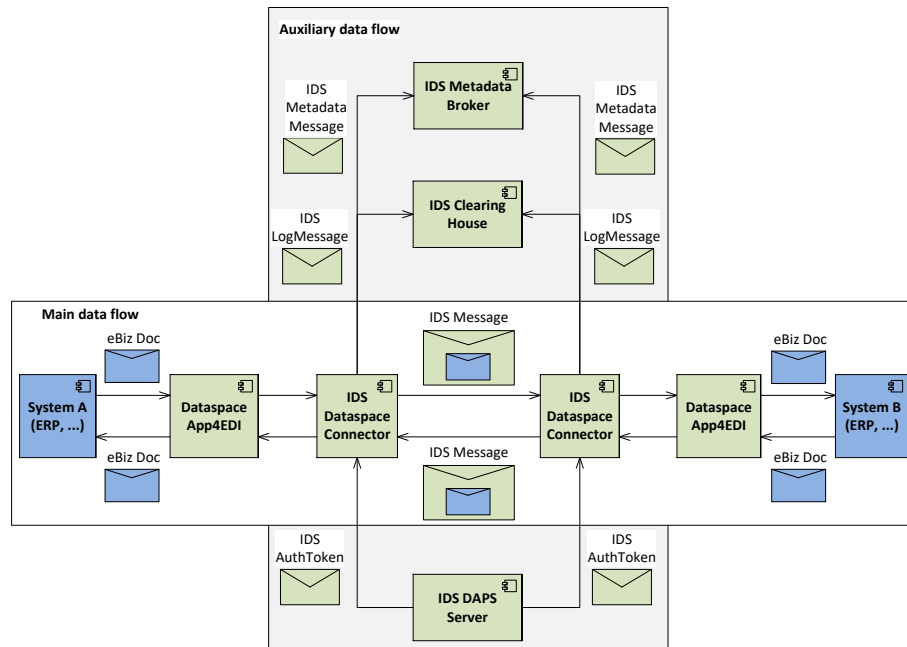 Auxiliary data flow
IDS
Metadata
Message
IDS Metadata
Broker
IDS
Metadata
Message
IDS
LogMessage
IDS Clearing
House
IDS
LogMessage
Main data flow
eBiz Doc
IDS Message
eBiz Doc
System A
(ERP, ...)
Dataspace
App4EDI
IDS
Dataspace
Connector
IDS
Dataspace
Connector
Dataspace
App4EDI
System B
(ERP, ...)
eBiz Doc
IDS Message
eBiz Doc
IDS
AuthToken
IDS DAPS
Server
IDS
AuthToken